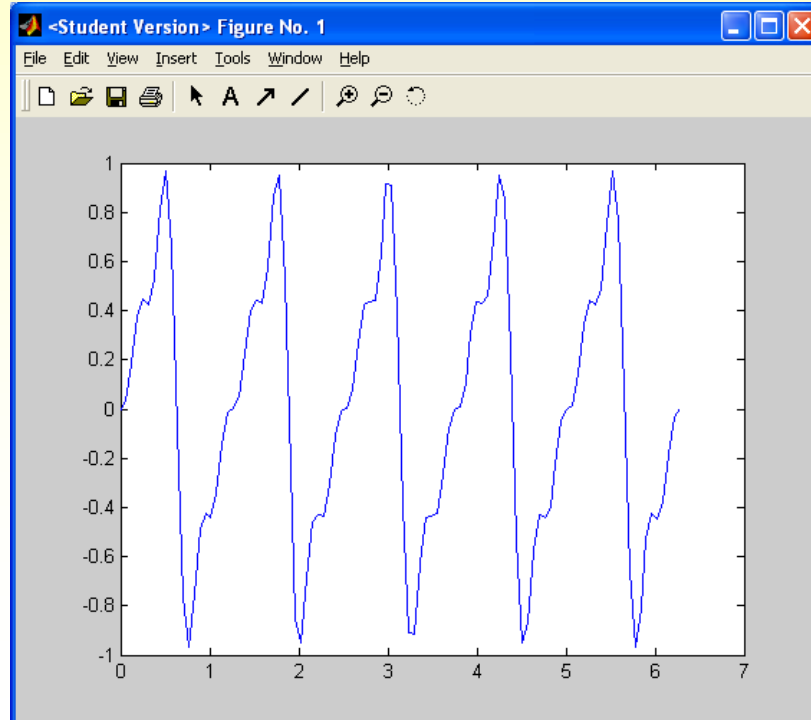 <Student Version> Figure No. 1
File Edit View Insert Tools Window Help
A
1
0.8
0.6
0.4
0.2
0
-0.2
-0.4
-0.6
-0.8
-1
0 1 2 3 4 5 6 7